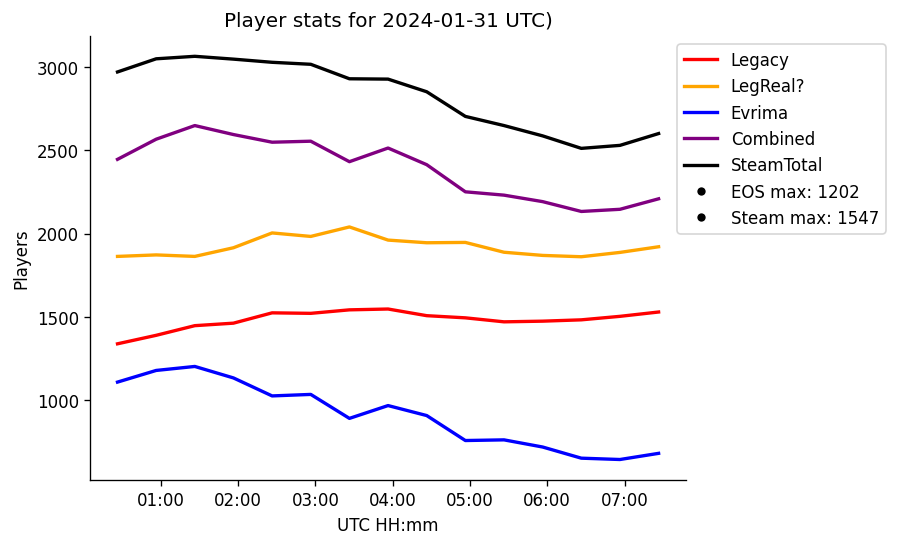 Player stats for 2024-01-31 UTC)
Legacy
LegReal?
Evrima
Combined
SteamTotal
EOS max: 1202
Steam max: 1547
3000
2500
2000
1500
1000
Players
01:00 02:00 03:00 04:00 05:00 06:00 07:00
UTC HH:mm